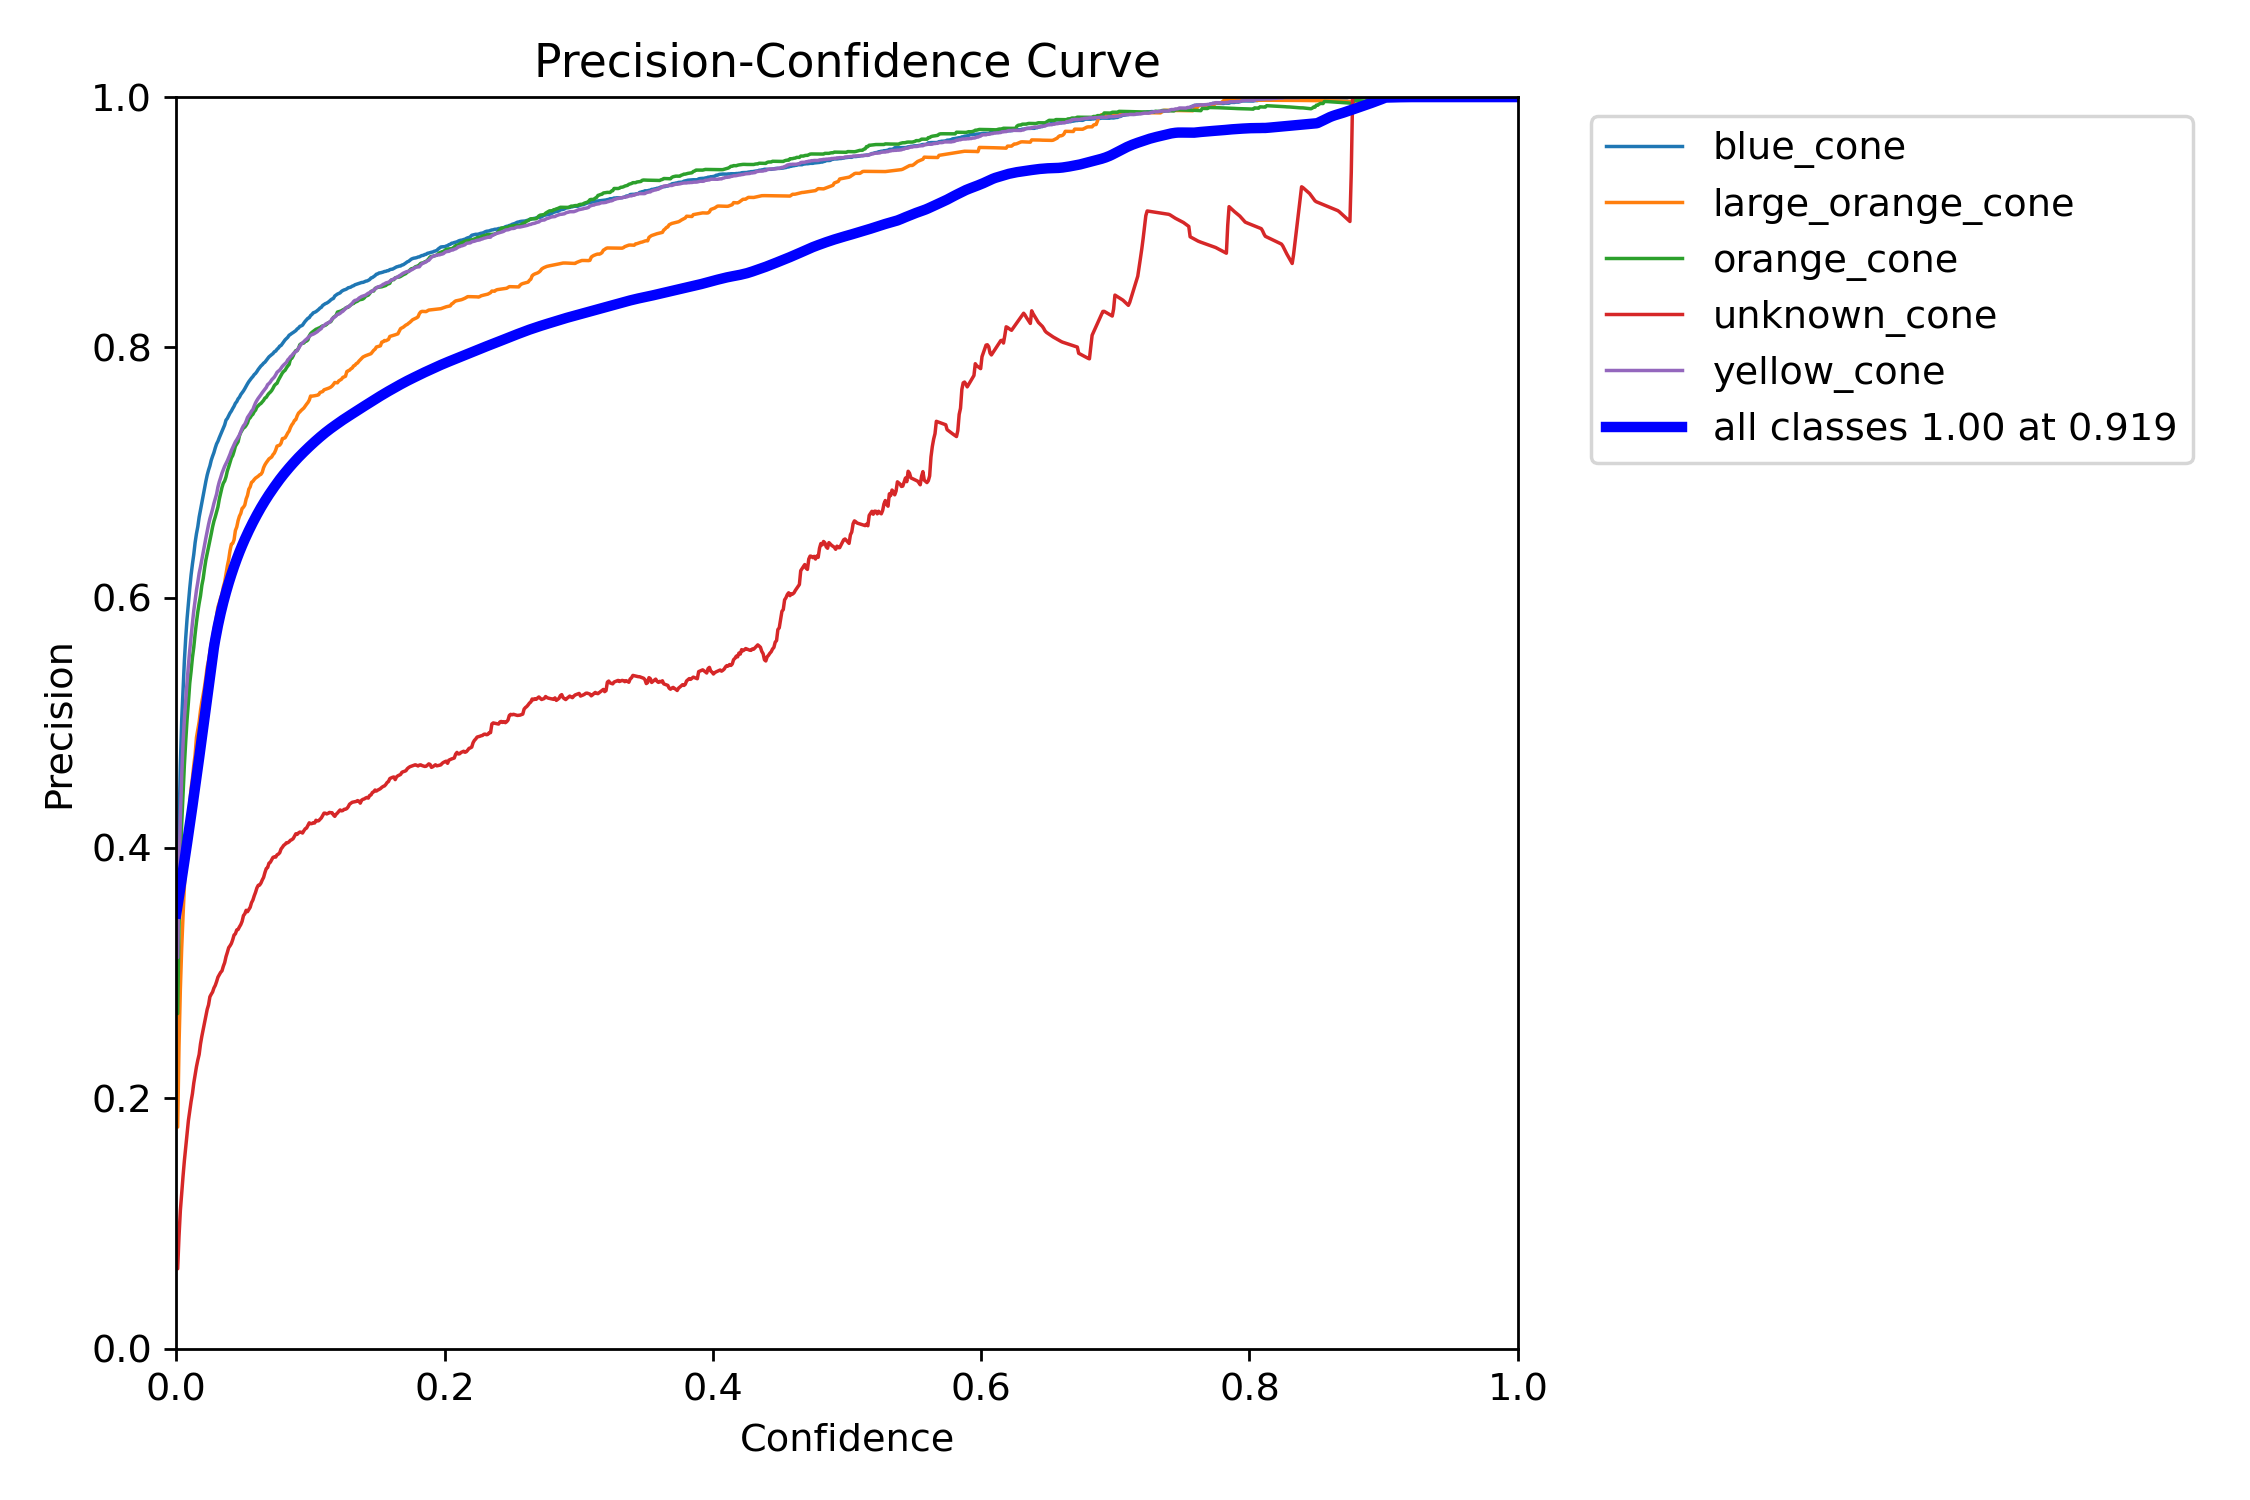 Precision-Confidence Curve
1.0
0.8
0.6
0.4
0.2
0.0
Precision
0.0 0.2 0.4 0.6 0.8 1.0
Confidence
blue_cone
large_orange_cone
orange_cone
unknown_cone
yellow_cone
all classes 1.00 at 0.919